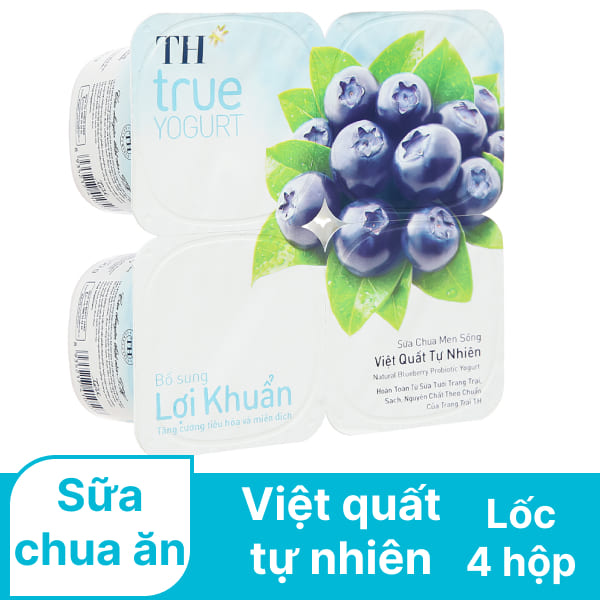 TH
true
YOGURT
Sữa Chua Men Sống
Việt Quất Tự Nhiên
Natural Blueberry Probiotic Yogurt
Hoàn Toàn Từ Sữa Tươi Trang Trại,
Sạch, Nguyên Chất Theo Chuẩn
Của Trang Trại TH
Bổ sung
Lợi Khuẩn
Tăng cường tiêu hóa và miễn dịch
Sữa
chua ăn
Việt quất
tự nhiên
Lốc
4 hộp